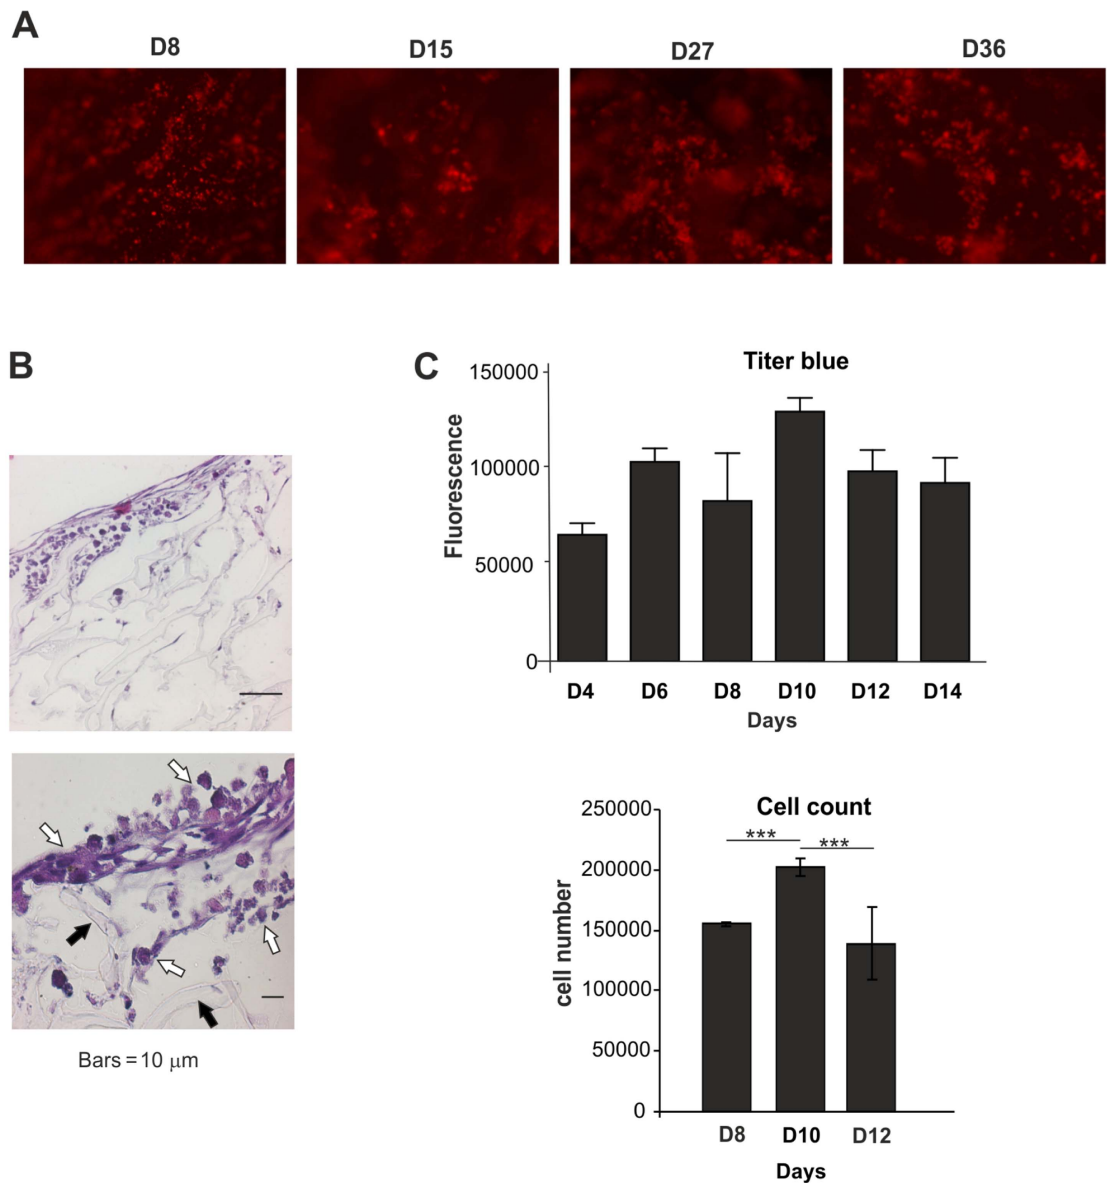 A
D8
D15
D27
D36
B
Bars = 10 µm
C
Titer blue
Fluorescence
150000
100000
50000
0
D4
D6
D8
D10
D12
D14
Days
Cell count
cell number
250000
200000
150000
100000
50000
0
***
***
D8
D10
D12
Days